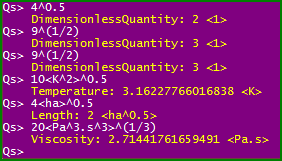 Qs> 4^0.5
DimensionlessQuantity: 2 <1>
Qs> 9^(1/2)
DimensionlessQuantity: 3 <1>
Qs> 9^(1/2)
DimensionlessQuantity: 3 <1>
Qs> 10<K^2>^0.5
Temperature: 3.16227766016838 <K>
Qs> 4<ha>^0.5
Length: 2 <ha^0.5>
Qs> 20<Pa^3.s^3>^(1/3)
Viscosity: 2.71441761659491 <Pa.s>
Qs>